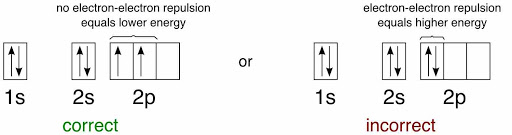 no electron-electron repulsion
equals lower energy
electron-electron repulsion
equals higher energy
or
1s 2s 2p
1s 2s 2p
correct
incorrect